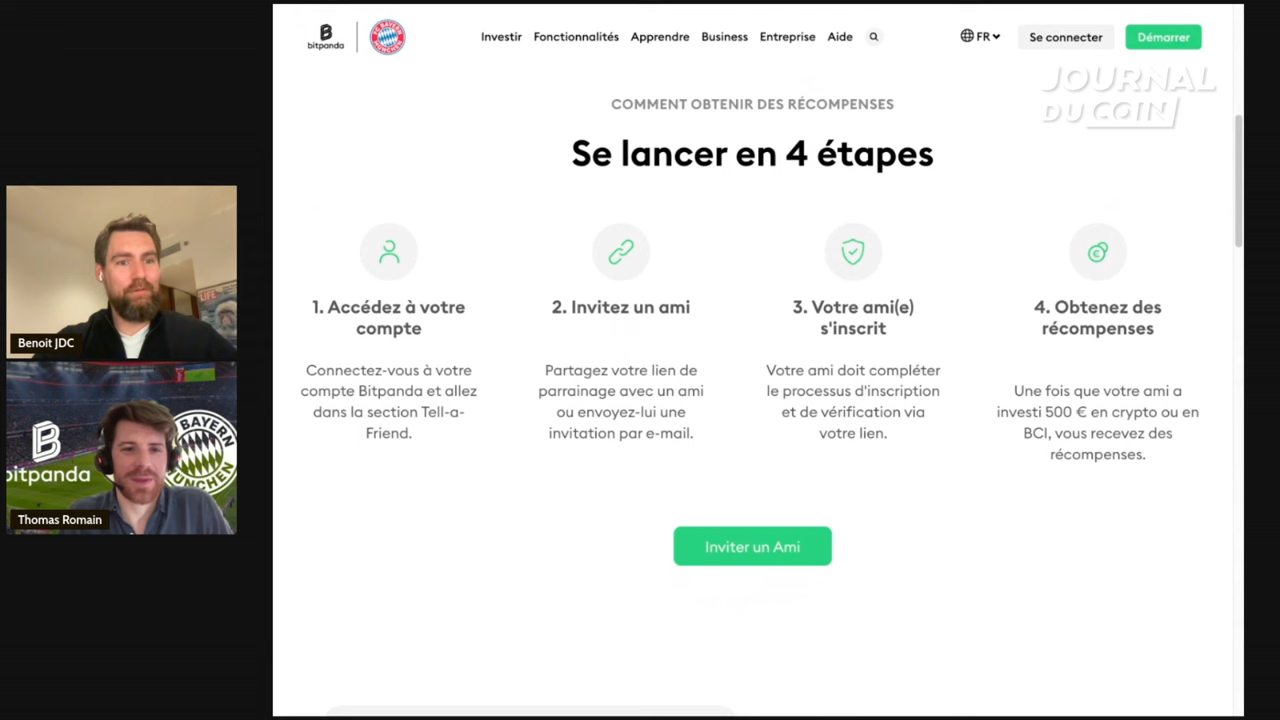 bitpanda
FC BAYERN
MÜNCHEN
Investir Fonctionnalités Apprendre Business Entreprise Aide
FR
Se connecter
Démarrer
JOURNAL
DU COIN
COMMENT OBTENIR DES RÉCOMPENSES
Se lancer en 4 étapes
1. Accédez à votre
compte
Connectez-vous à votre
compte Bitpanda et allez
dans la section Tell-a-
Friend.
2. Invitez un ami
Partagez votre lien de
parrainage avec un ami
ou envoyez-lui une
invitation par e-mail.
3. Votre ami(e)
s'inscrit
Votre ami doit compléter
le processus d'inscription
et de vérification via
votre lien.
4. Obtenez des
récompenses
Une fois que votre ami a
investi 500 € en crypto ou en
BCI, vous recevez des
récompenses.
Inviter un Ami
LIFE
Benoit JDC
bitpanda
BAYERN
MÜNCHEN
Thomas Romain